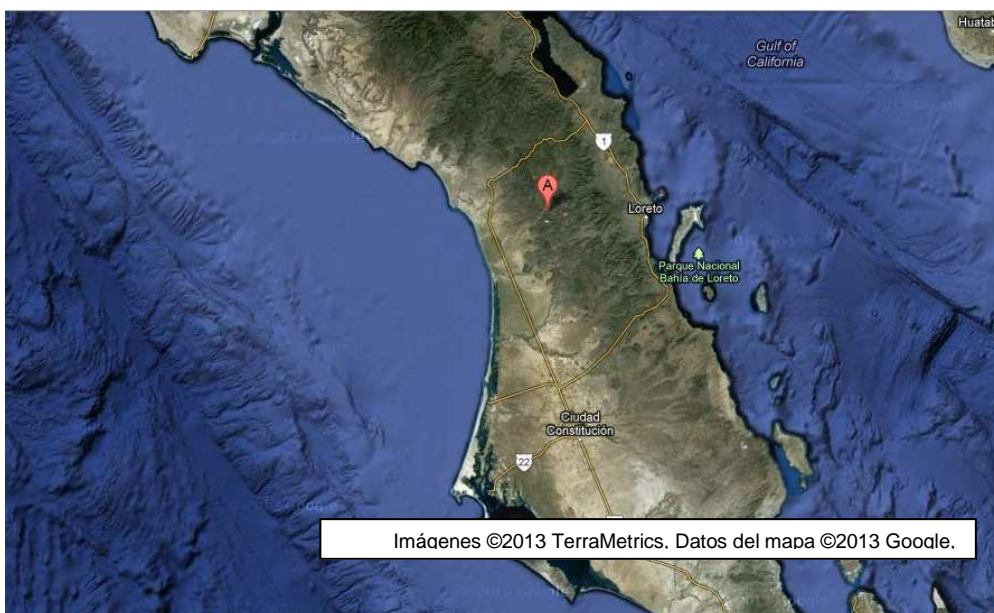 Huatab
Gulf of
California
1
A
Loreto
Parque Nacional
Bahía de Loreto
Ciudad
Constitución
22
Imágenes ©2013 TerraMetrics, Datos del mapa ©2013 Google,